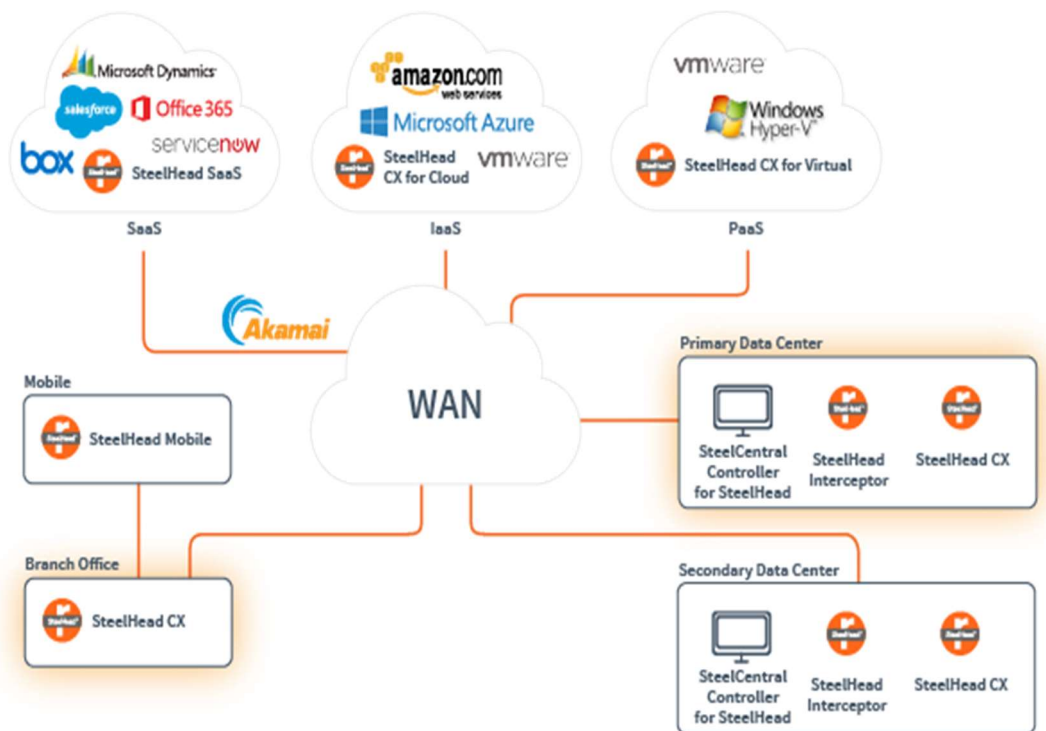 Microsoft Dynamics
salesforce
Office 365
servicenow
box
SteelHead SaaS
SaaS
amazon.com
web services
Microsoft Azure
SteelHead
CX for Cloud
vmware
IaaS
vmware
Windows
Hyper-V
SteelHead CX for Virtual
PaaS
Akamai
WAN
Mobile
SteelHead Mobile
Branch Office
SteelHead CX
Primary Data Center
SteelCentral
Controller
for SteelHead
SteelHead
Interceptor
SteelHead CX
Secondary Data Center
SteelCentral
Controller
for SteelHead
SteelHead
Interceptor
SteelHead CX